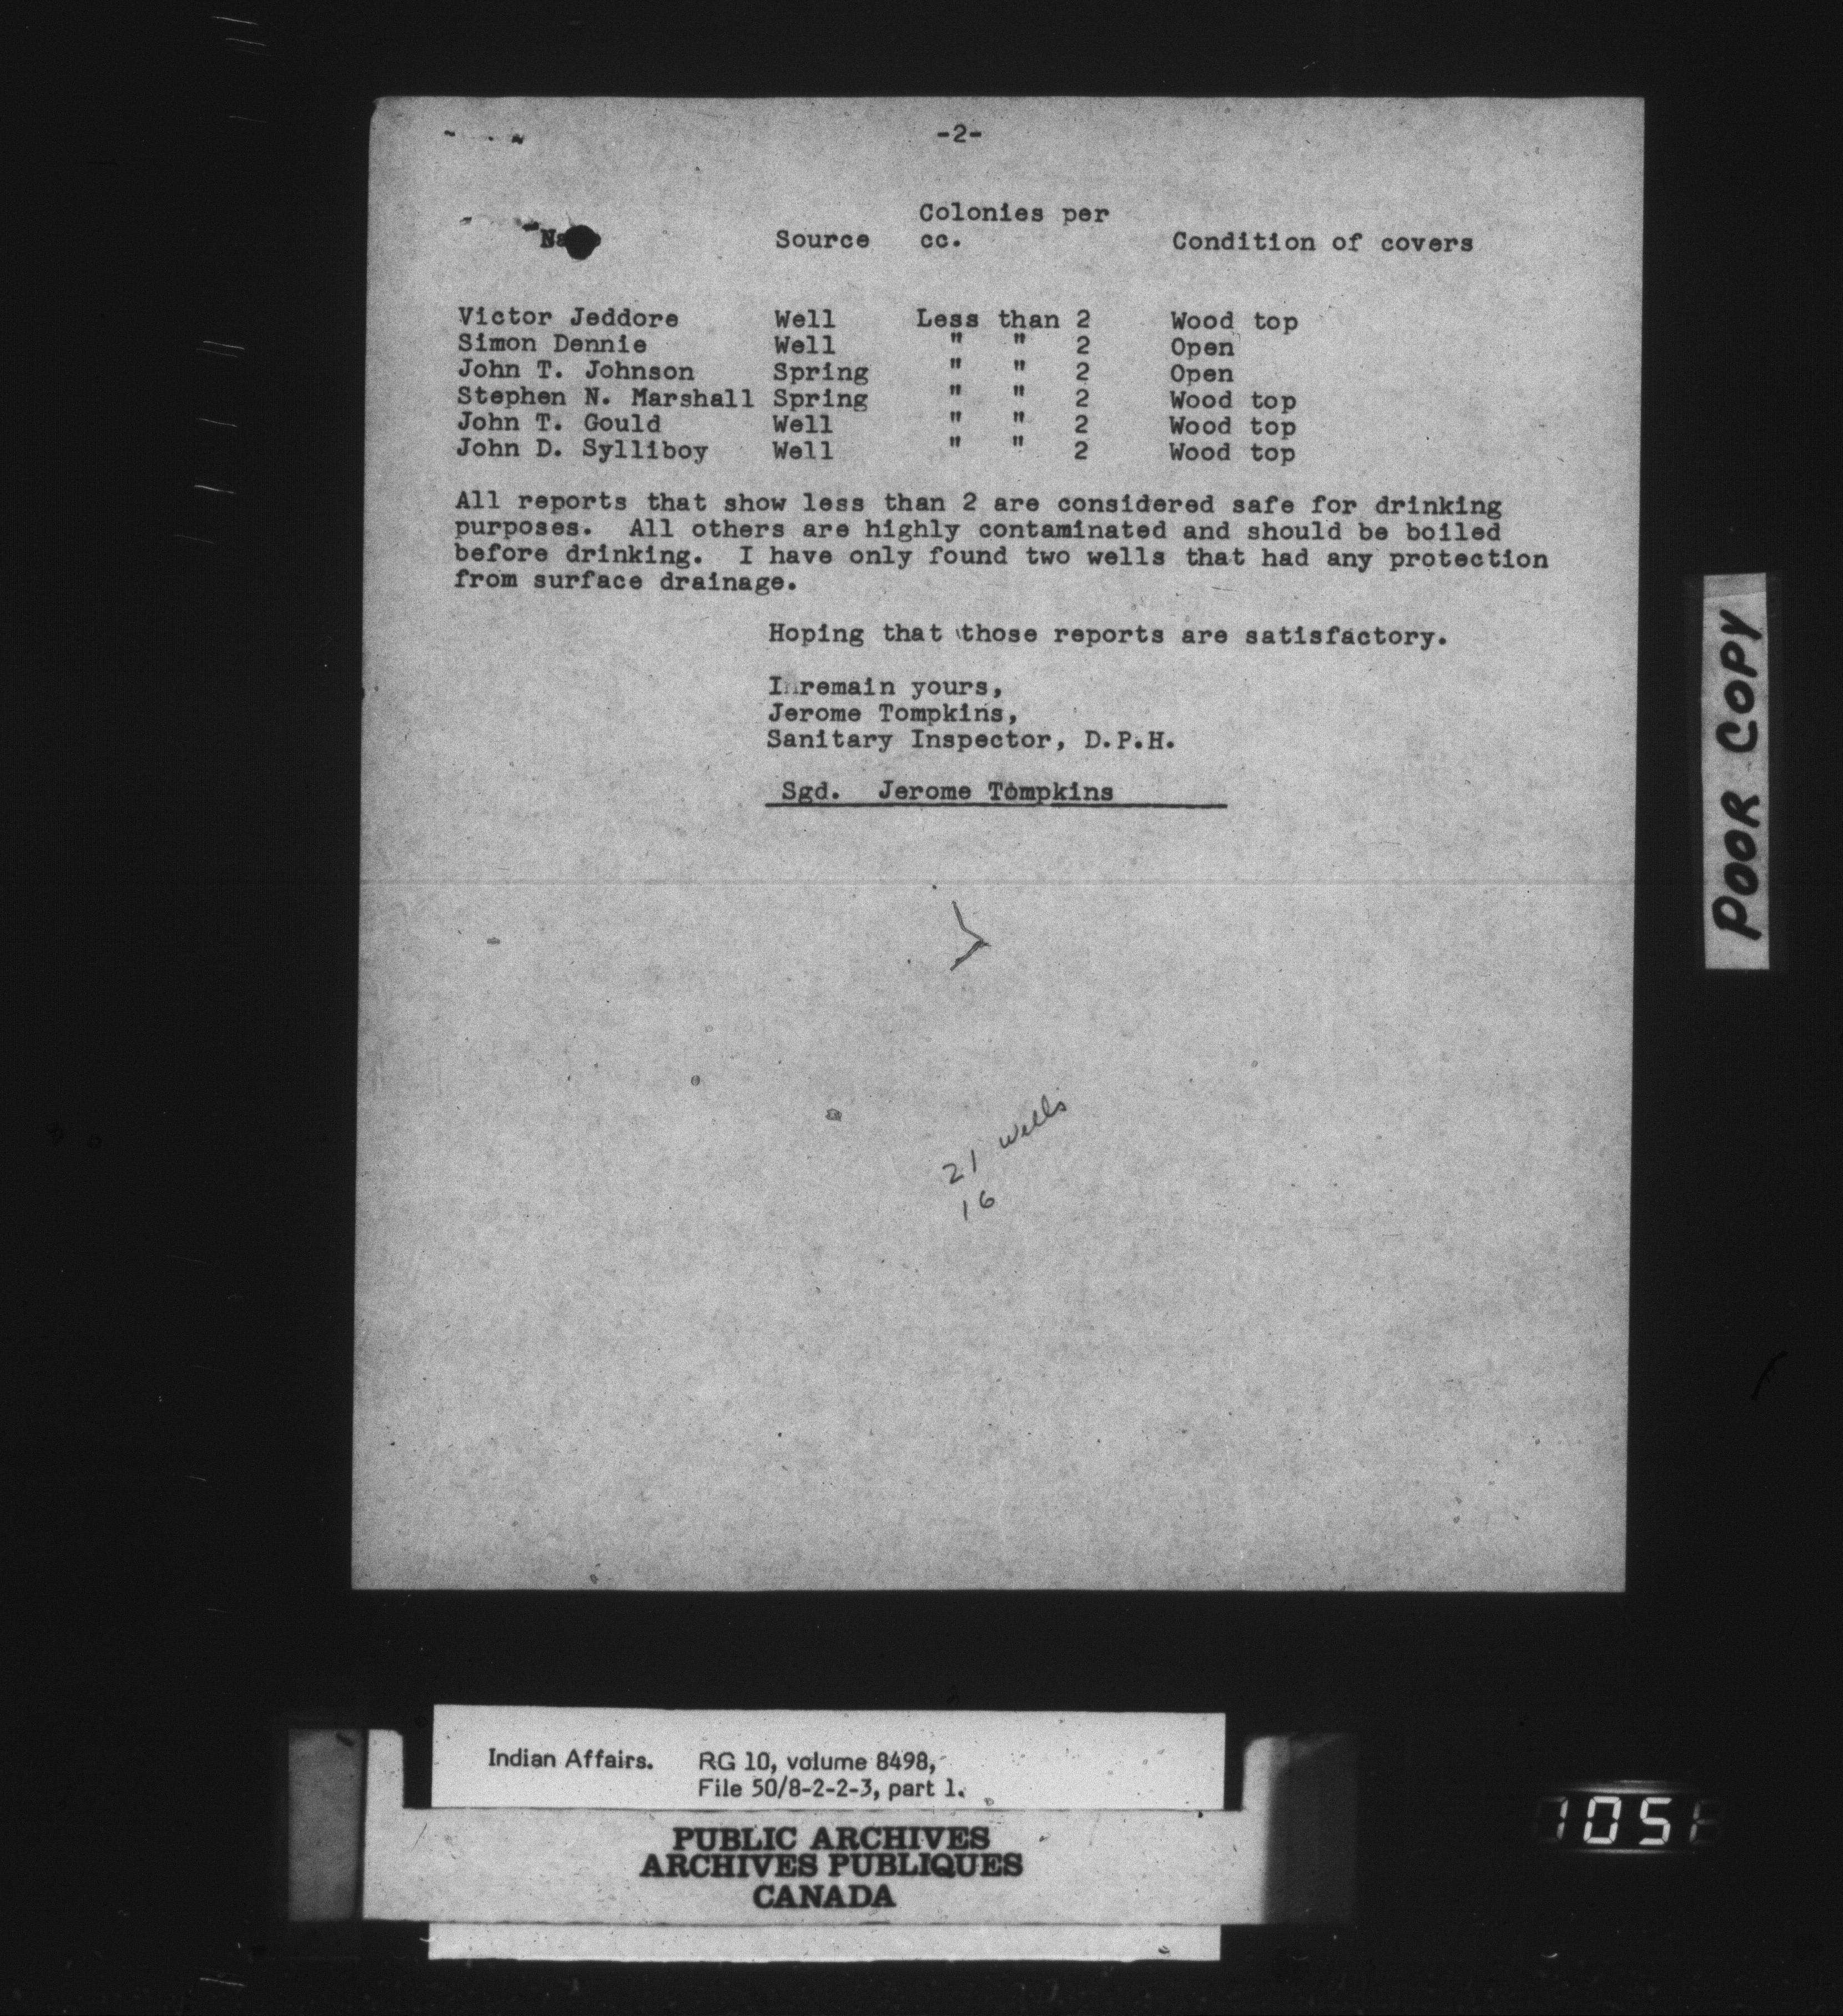 -2-
Colonies per
Name Source cc. Condition of covers
Victor Jeddore Well Less than 2 Wood top
Simon Dennie Well " " 2 Open
John T. Johnson Spring " " 2 Open
Stephen N. Marshall Spring " " 2 Wood top
John T. Gould Well " " 2 Wood top
John D. Sylliboy Well " " 2 Wood top
All reports that show less than 2 are considered safe for drinking
purposes. All others are highly contaminated and should be boiled
before drinking. I have only found two wells that had any protection
from surface drainage.
Hoping that those reports are satisfactory.
I remain yours,
Jerome Tompkins,
Sanitary Inspector, D.P.H.
Sgd. Jerome Tompkins
21 wells
16
POOR COPY
Indian Affairs. RG 10, volume 8498,
File 50/8-2-2-3, part 1.
PUBLIC ARCHIVES
ARCHIVES PUBLIQUES
CANADA